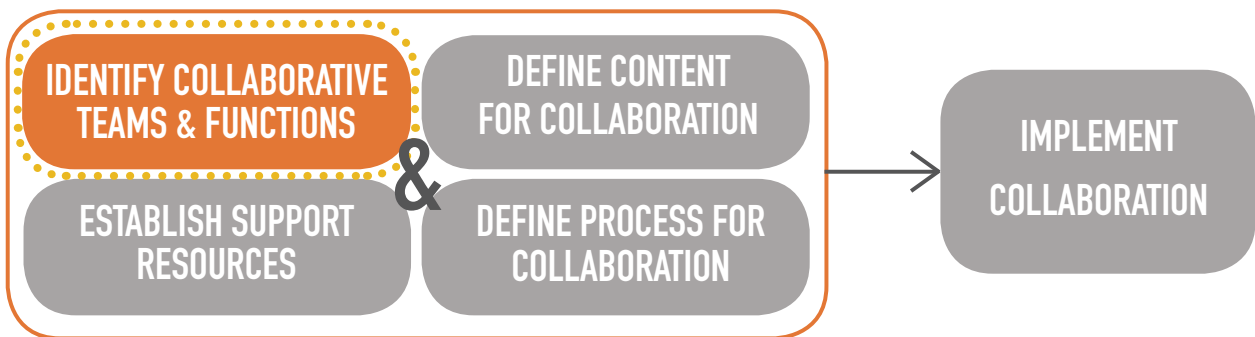 IDENTIFY COLLABORATIVE
TEAMS & FUNCTIONS
DEFINE CONTENT
FOR COLLABORATION
&
ESTABLISH SUPPORT
RESOURCES
DEFINE PROCESS FOR
COLLABORATION
IMPLEMENT
COLLABORATION